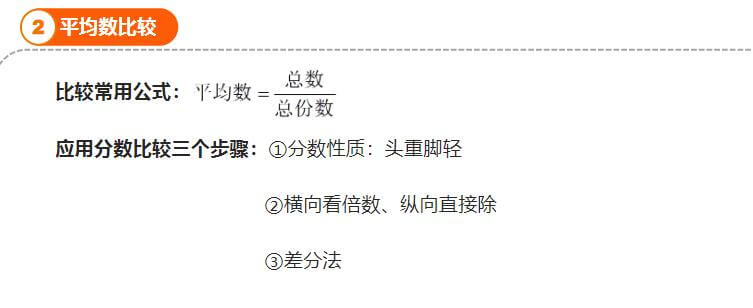 2 平均数比较
比较常用公式：平均数=总数/总份数
应用分数比较三个步骤：①分数性质：头重脚轻
②横向看倍数、纵向直接除
③差分法